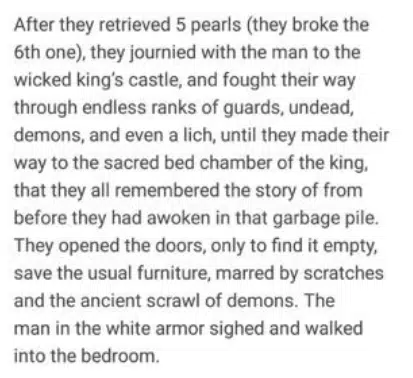 After they retrieved 5 pearls (they broke the
6th one), they journied with the man to the
wicked king's castle, and fought their way
through endless ranks of guards, undead,
demons, and even a lich, until they made their
way to the sacred bed chamber of the king,
that they all remembered the story of from
before they had awoken in that garbage pile.
They opened the doors, only to find it empty,
save the usual furniture, marred by scratches
and the ancient scrawl of demons. The
man in the white armor sighed and walked
into the bedroom.